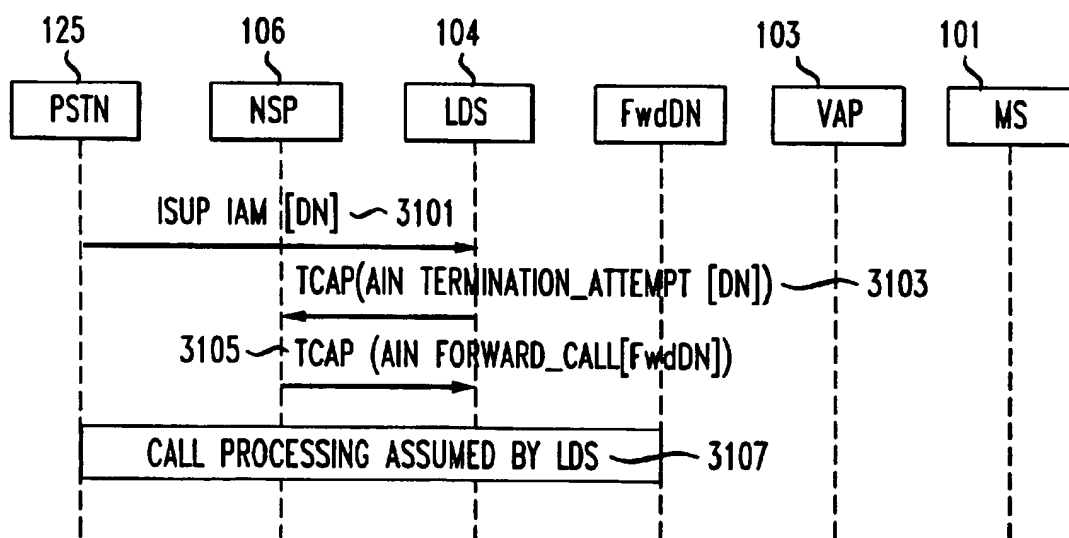 125 106 104 103 101
PSTN NSP LDS FwdDN VAP MS
ISUP IAM [DN] 3101
TCAP(AIN TERMINATION_ATTEMPT [DN]) 3103
3105 TCAP (AIN FORWARD_CALL[FwdDN])
CALL PROCESSING ASSUMED BY LDS 3107